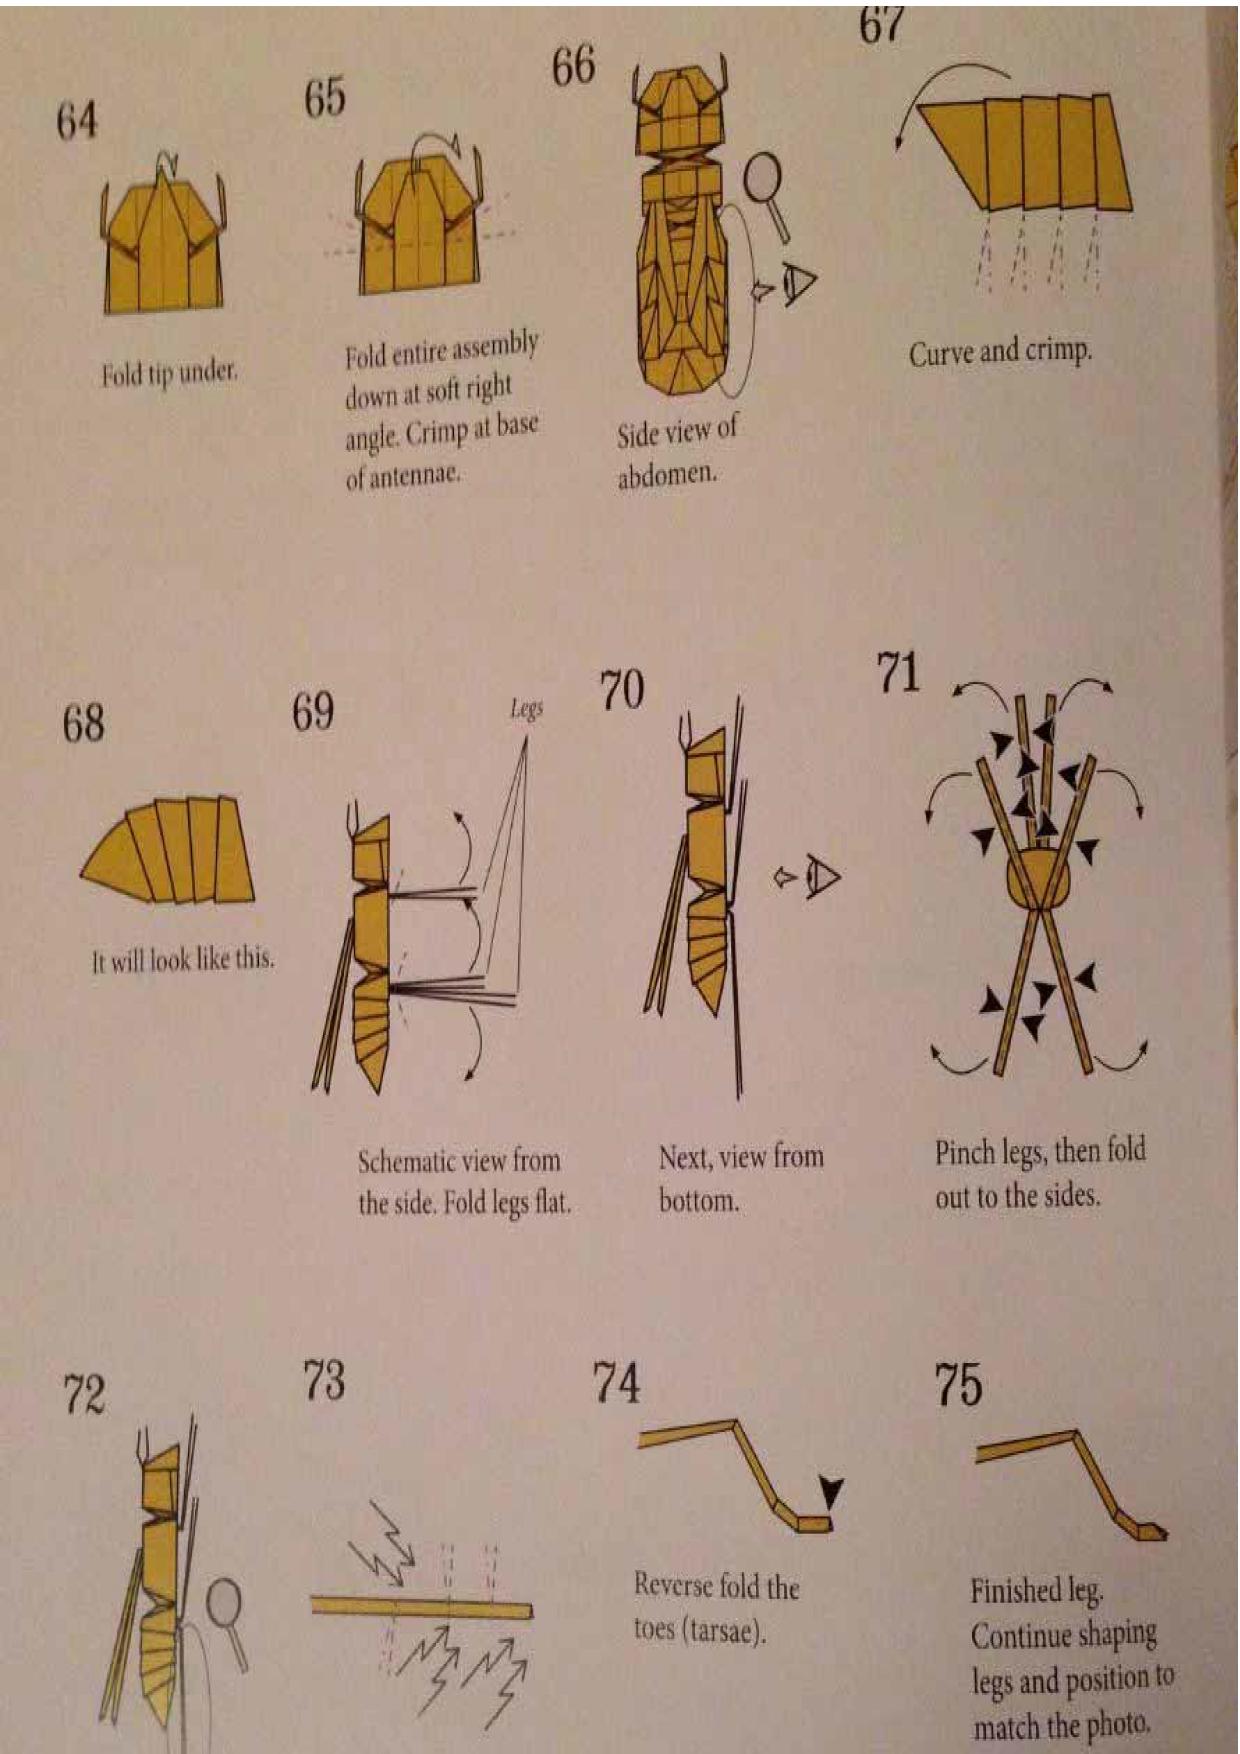 64
Fold tip under.
65
Fold entire assembly
down at soft right
angle. Crimp at base
of antennae.
66
Side view of
abdomen.
67
Curve and crimp.
68
It will look like this.
69
Legs
Schematic view from
the side. Fold legs flat.
70
Next, view from
bottom.
71
Pinch legs, then fold
out to the sides.
72
73
74
Reverse fold the
toes (tarsae).
75
Finished leg.
Continue shaping
legs and position to
match the photo.